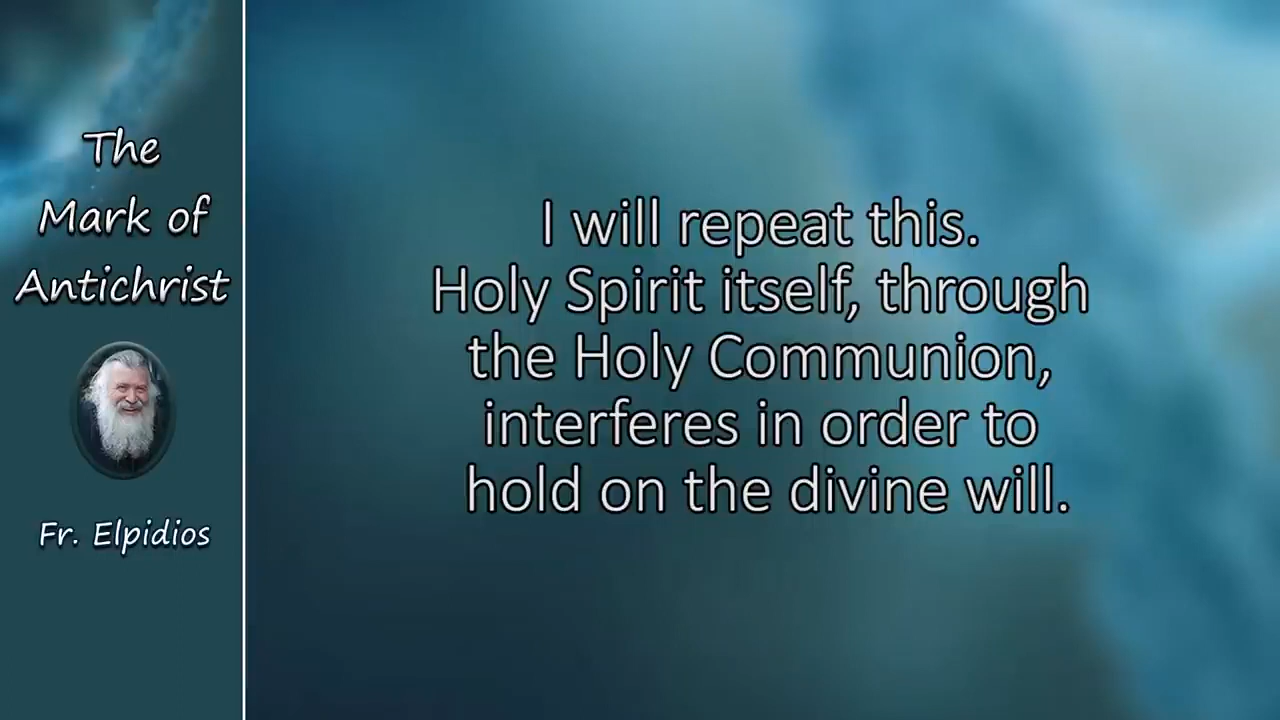 The
Mark of
Antichrist
Fr. Elpidios
I will repeat this.
Holy Spirit itself, through
the Holy Communion,
interferes in order to
hold on the divine will.